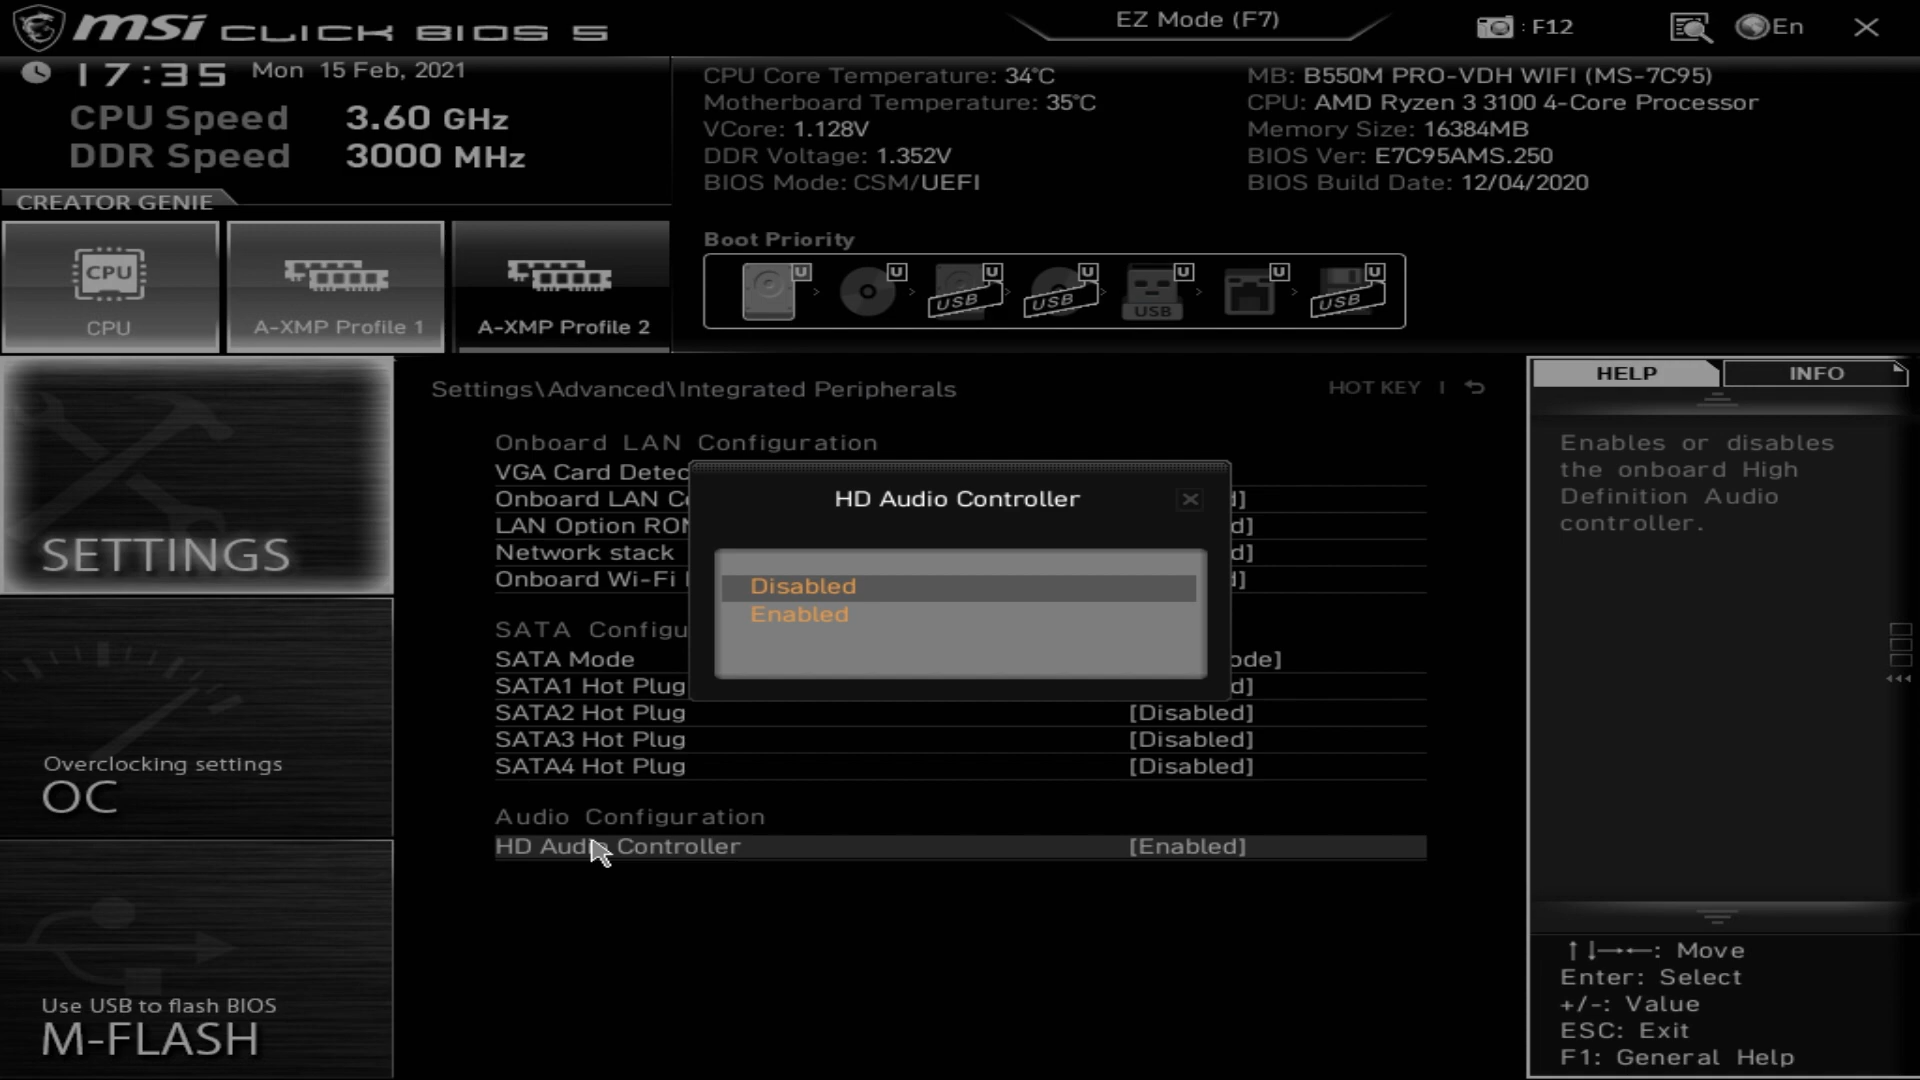 msi CLICK BIOS 5
EZ Mode (F7)
: F12
En
17:35 Mon 15 Feb, 2021
CPU Speed 3.60 GHz
DDR Speed 3000 MHz
CPU Core Temperature: 34°C
Motherboard Temperature: 35°C
VCore: 1.128V
DDR Voltage: 1.352V
BIOS Mode: CSM/UEFI
MB: B550M PRO-VDH WIFI (MS-7C95)
CPU: AMD Ryzen 3 3100 4-Core Processor
Memory Size: 16384MB
BIOS Ver: E7C95AMS.250
BIOS Build Date: 12/04/2020
CREATOR GENIE
CPU
CPU
A-XMP Profile 1
A-XMP Profile 2
Boot Priority
U U U U U U U
USB USB USB USB
SETTINGS
Overclocking settings
OC
Use USB to flash BIOS
M-FLASH
Settings\Advanced\Integrated Peripherals
HOT KEY |
Onboard LAN Configuration
VGA Card Detec
Onboard LAN C
LAN Option RO
Network stack
Onboard Wi-Fi
SATA Configu
SATA Mode ode]
SATA1 Hot Plug d]
SATA2 Hot Plug [Disabled]
SATA3 Hot Plug [Disabled]
SATA4 Hot Plug [Disabled]
Audio Configuration
HD Audio Controller [Enabled]
HD Audio Controller
Disabled
Enabled
HELP
INFO
Enables or disables
the onboard High
Definition Audio
controller.
↑↓→←: Move
Enter: Select
+/-: Value
ESC: Exit
F1: General Help